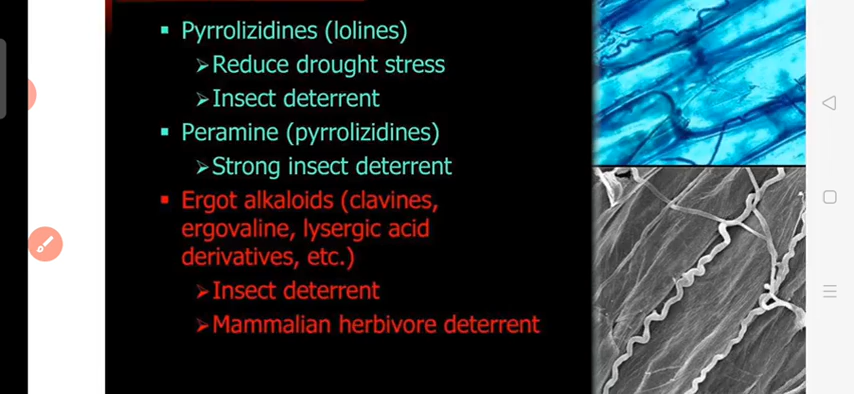 ▪ Pyrrolizidines (lolines)
➢Reduce drought stress
➢Insect deterrent
▪ Peramine (pyrrolizidines)
➢Strong insect deterrent
▪ Ergot alkaloids (clavines,
ergovaline, lysergic acid
derivatives, etc.)
➢Insect deterrent
➢Mammalian herbivore deterrent